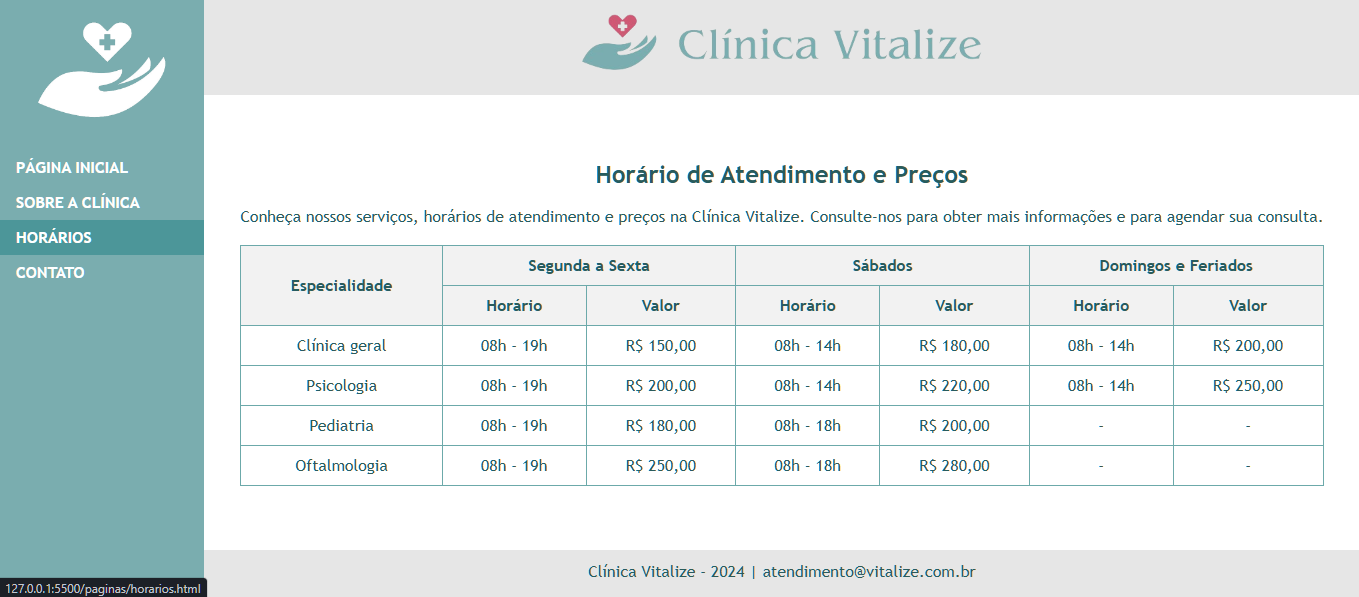 Clínica Vitalize
PÁGINA INICIAL
SOBRE A CLÍNICA
HORÁRIOS
CONTATO
Horário de Atendimento e Preços
Conheça nossos serviços, horários de atendimento e preços na Clínica Vitalize. Consulte-nos para obter mais informações e para agendar sua consulta.
Especialidade Segunda a Sexta Sábados Domingos e Feriados
Horário Valor Horário Valor Horário Valor
Clínica geral 08h - 19h R$ 150,00 08h - 14h R$ 180,00 08h - 14h R$ 200,00
Psicologia 08h - 19h R$ 200,00 08h - 14h R$ 220,00 08h - 14h R$ 250,00
Pediatria 08h - 19h R$ 180,00 08h - 18h R$ 200,00 - -
Oftalmologia 08h - 19h R$ 250,00 08h - 18h R$ 280,00 - -
Clínica Vitalize - 2024 | atendimento@vitalize.com.br
127.0.0.1:5500/paginas/horarios.html